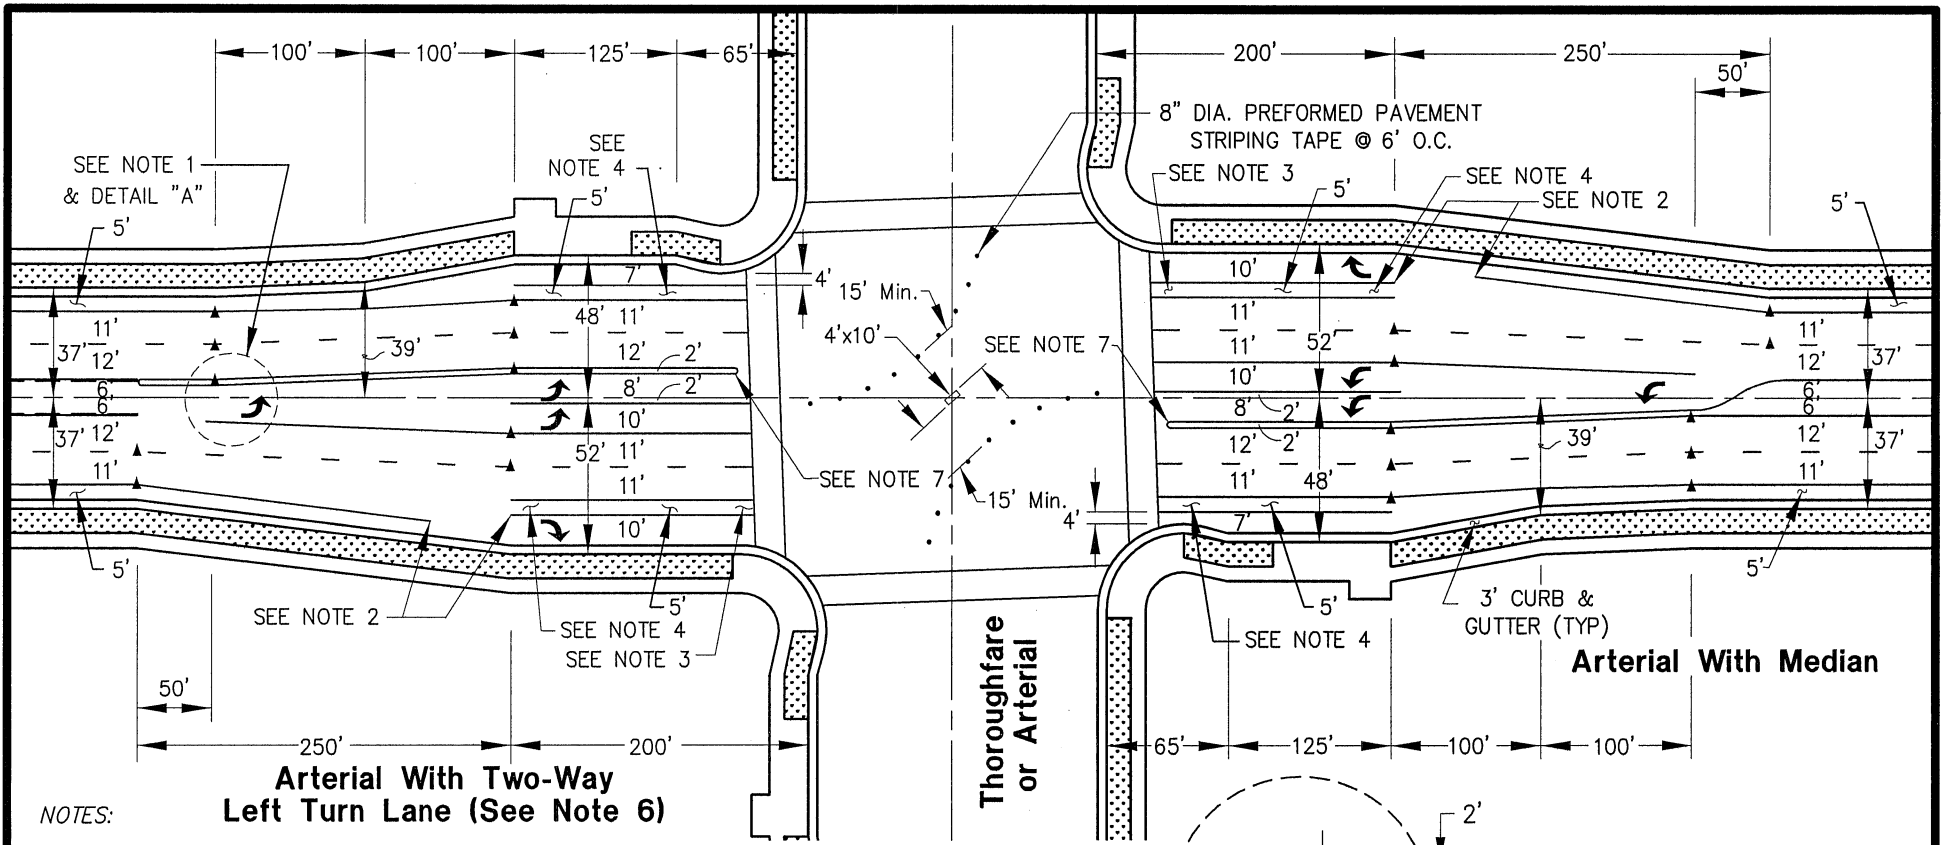 100'
100'
125'
65'
200'
250'
50'
8" DIA. PREFORMED PAVEMENT
STRIPING TAPE @ 6' O.C.
SEE NOTE 1
& DETAIL "A"
SEE
NOTE 4
5'
5'
SEE NOTE 3
5'
SEE NOTE 4
SEE NOTE 2
5'
7'
4'
15' Min.
4'x10'
SEE NOTE 7
10'
11'
11'
52'
10'
8'
2'
12'
2'
11'
48'
7'
4'
11'
12'
37'
6'
6'
12'
37'
11'
39'
5'
11'
12'
37'
6'
6'
12'
37'
11'
39'
48'
11'
12'
2'
8'
2'
10'
52'
11'
11'
10'
SEE NOTE 7
15' Min.
5'
SEE NOTE 2
5'
SEE NOTE 4
SEE NOTE 3
5'
SEE NOTE 4
3' CURB &
GUTTER (TYP)
Arterial With Median
Thoroughfare
or Arterial
50'
250'
200'
65'
125'
100'
100'
Arterial With Two-Way
Left Turn Lane (See Note 6)
NOTES:
2'